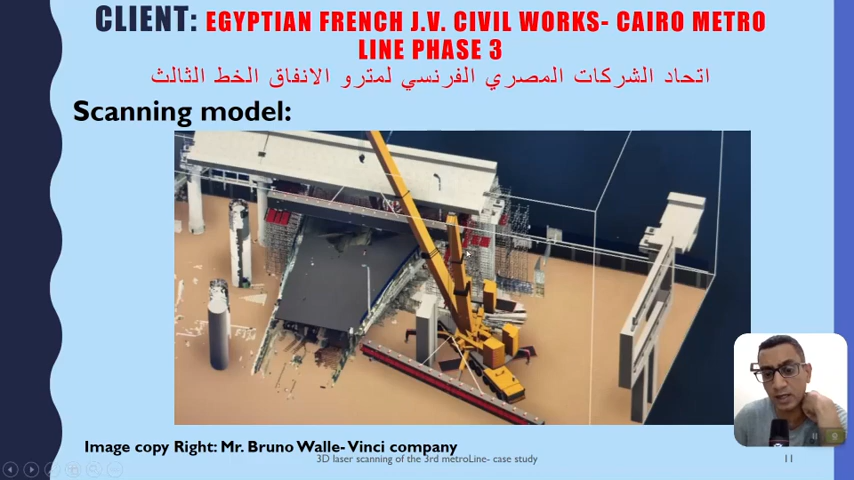 CLIENT: EGYPTIAN FRENCH J.V. CIVIL WORKS- CAIRO METRO
LINE PHASE 3
اتحاد الشركات المصري الفرنسي لمترو الانفاق الخط الثالث
Scanning model:
Image copy Right: Mr. Bruno Walle-Vinci company
3D laser scanning of the 3rd metroLine- case study
11